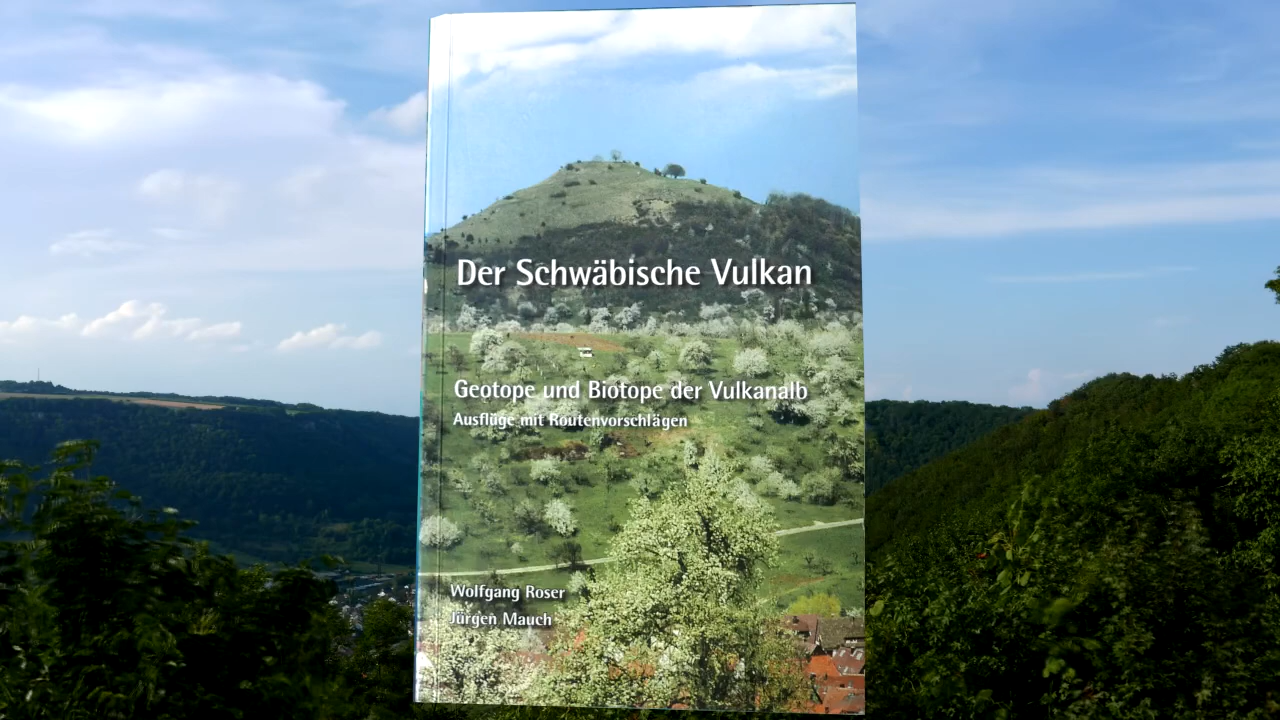 Der Schwäbische Vulkan
Geotope und Biotope der Vulkanalb
Ausflüge mit Routenvorschlägen
Wolfgang Roser
Jürgen Mauch